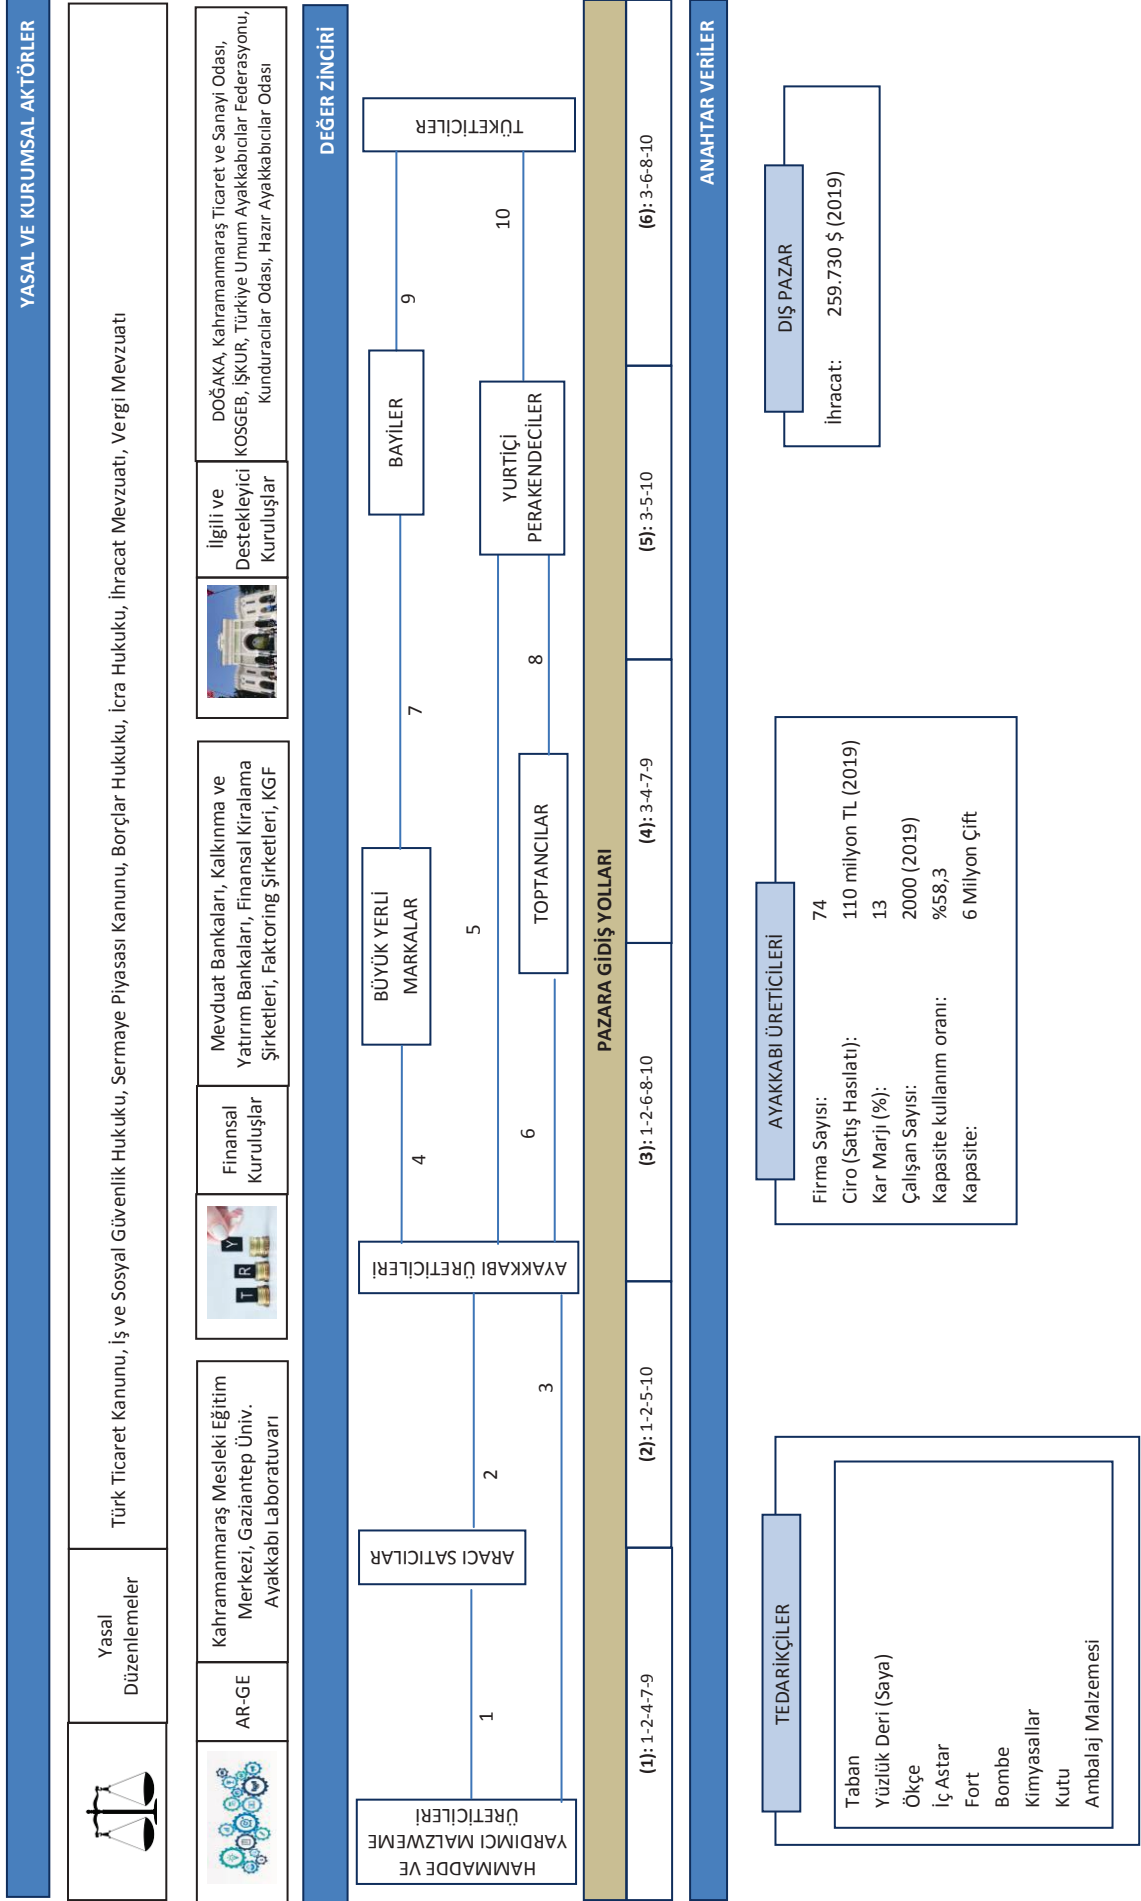 YASAL VE KURUMSAL AKTÖRLER
Yasal
Düzenlemeler
Türk Ticaret Kanunu, İş ve Sosyal Güvenlik Hukuku, Sermaye Piyasası Kanunu, Borçlar Hukuku, İcra Hukuku, İhracat Mevzuatı, Vergi Mevzuatı
AR-GE
Kahramanmaraş Mesleki Eğitim
Merkezi, Gaziantep Üniv.
Ayakkabı Laboratuvarı
T R Y
Finansal
Kuruluşlar
Mevduat Bankaları, Kalkınma ve
Yatırım Bankaları, Finansal Kiralama
Şirketleri, Faktoring Şirketleri, KGF
İlgili ve
Destekleyici
Kuruluşlar
DOĞAKA, Kahramanmaraş Ticaret ve Sanayi Odası,
KOSGEB, İŞKUR, Türkiye Umum Ayakkabıcılar Federasyonu,
Kunduracılar Odası, Hazır Ayakkabıcılar Odası
DEĞER ZİNCİRİ
HAMMADDE VE
YARDIMCI MALZWEME
ÜRETİCİLERİ
1
ARACI SATICILAR
2
3
AYAKKABI ÜRETİCİLERİ
4
5
6
BÜYÜK YERLİ
MARKALAR
TOPTANCILAR
7
8
BAYİLER
YURTİÇİ
PERAKENDECİLER
9
10
TÜKETİCİLER
PAZARA GİDİŞ YOLLARI
(1): 1-2-4-7-9
(2): 1-2-5-10
(3): 1-2-6-8-10
(4): 3-4-7-9
(5): 3-5-10
(6): 3-6-8-10
ANAHTAR VERİLER
TEDARİKÇİLER
Taban
Yüzlük Deri (Saya)
Ökçe
İç Astar
Fort
Bombe
Kimyasallar
Kutu
Ambalaj Malzemesi
AYAKKABI ÜRETİCİLERİ
Firma Sayısı: 74
Ciro (Satış Hasılatı): 110 milyon TL (2019)
Kar Marjı (%): 13
Çalışan Sayısı: 2000 (2019)
Kapasite kullanım oranı: %58,3
Kapasite: 6 Milyon Çift
DIŞ PAZAR
İhracat: 259.730 $ (2019)